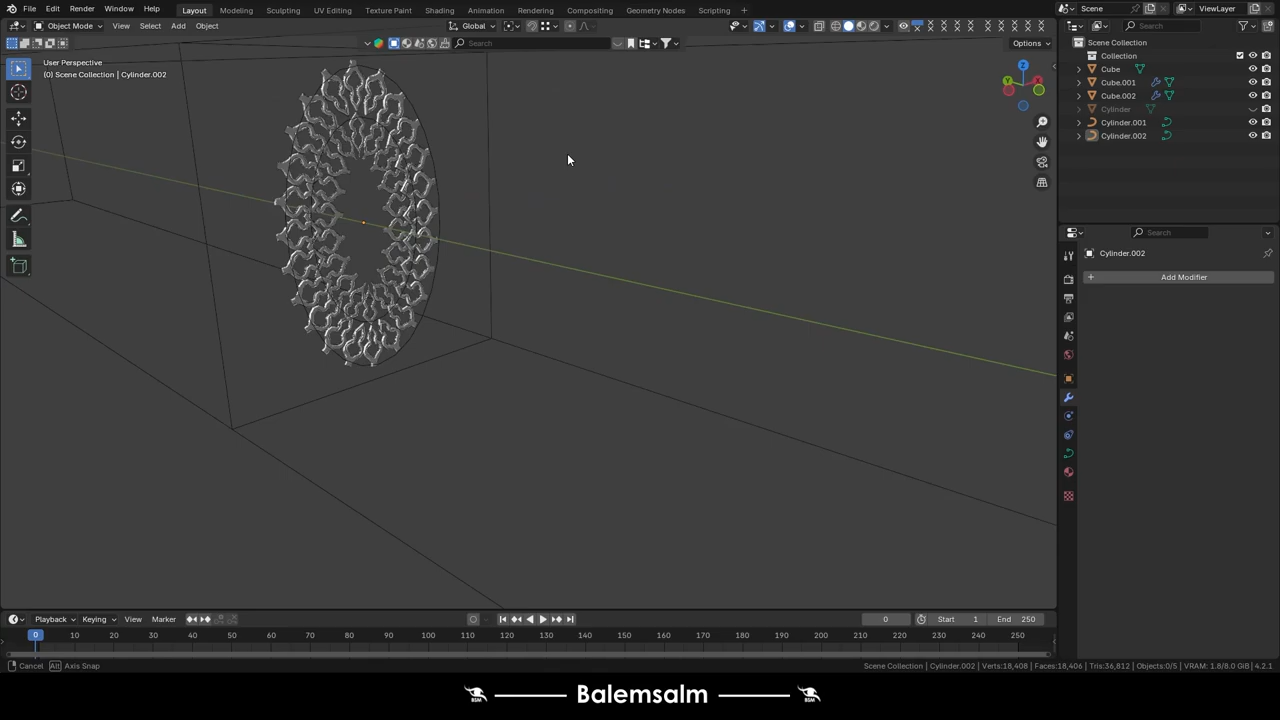 File Edit Render Window Help Layout Modeling Sculpting UV Editing Texture Paint Shading Animation Rendering Compositing Geometry Nodes Scripting + Scene ViewLayer
Object Mode View Select Add Object Global Search
Search Options
User Perspective
(0) Scene Collection | Cylinder.002
Z
Y
X
Scene Collection
Collection
Cube
Cube.001
Cube.002
Cylinder
Cylinder.001
Cylinder.002
Search
Cylinder.002
+ Add Modifier
Playback Keying View Marker 0 Start 1 End 250
0 10 20 30 40 50 60 70 80 90 100 110 120 130 140 150 160 170 180 190 200 210 220 230 240 250
Cancel Alt Axis Snap Scene Collection | Cylinder.002 | Verts:18,408 | Faces:18,406 | Tris:36,812 | Objects:0/5 | VRAM: 1.8/8.0 GiB | 4.2.1
BSM Balemsalm BSM